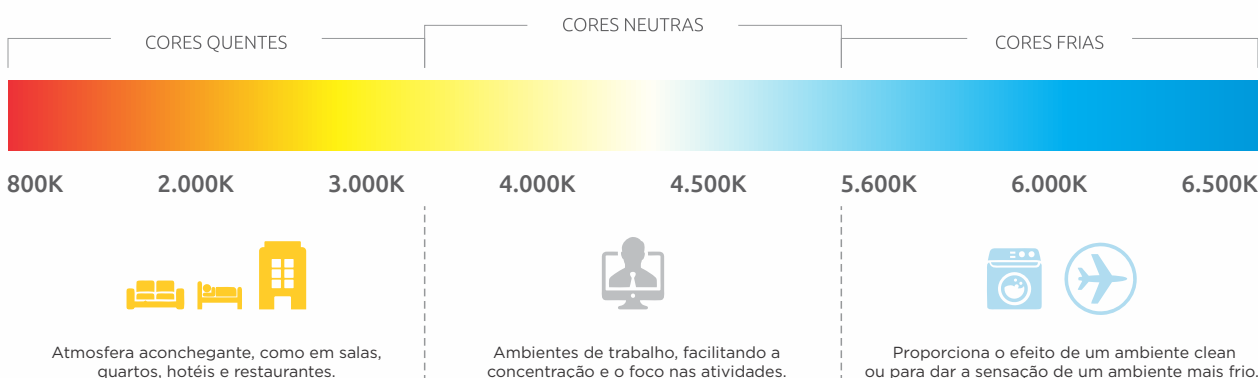 CORES QUENTES
CORES NEUTRAS
CORES FRIAS
800K 2.000K 3.000K 4.000K 4.500K 5.600K 6.000K 6.500K
Atmosfera aconchegante, como em salas,
quartos, hotéis e restaurantes.
Ambientes de trabalho, facilitando a
concentração e o foco nas atividades.
Proporciona o efeito de um ambiente clean
ou para dar a sensação de um ambiente mais frio.